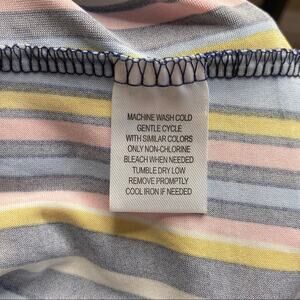 MACHINE WASH COLD
GENTLE CYCLE
WITH SIMILAR COLORS
ONLY NON-CHLORINE
BLEACH WHEN NEEDED
TUMBLE DRY LOW
REMOVE PROMPTLY
COOL IRON IF NEEDED